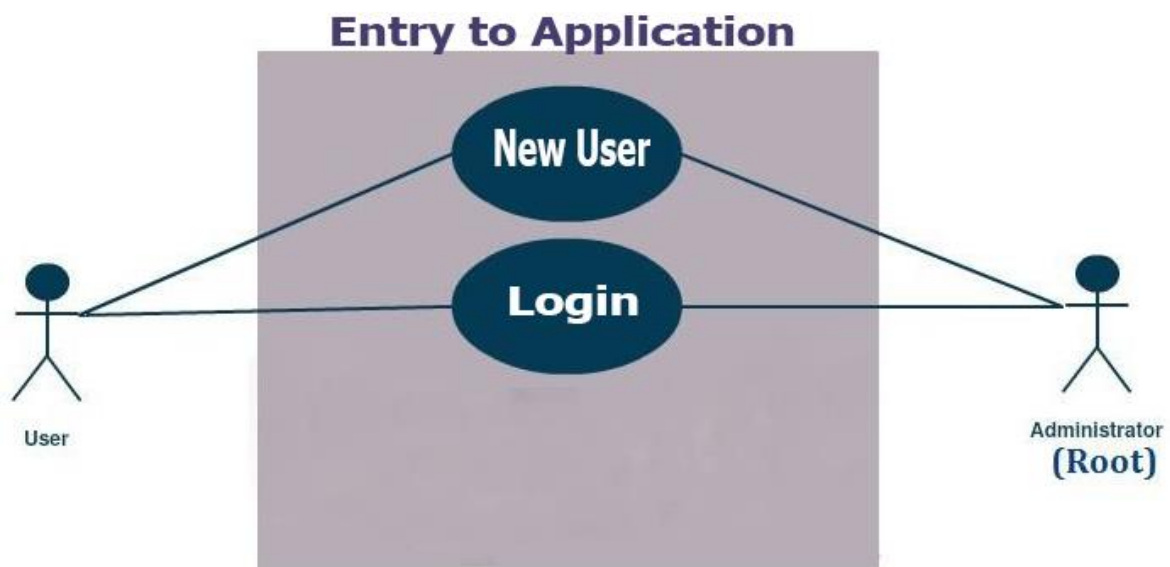 Entry to Application
New User
Login
User
Administrator
(Root)